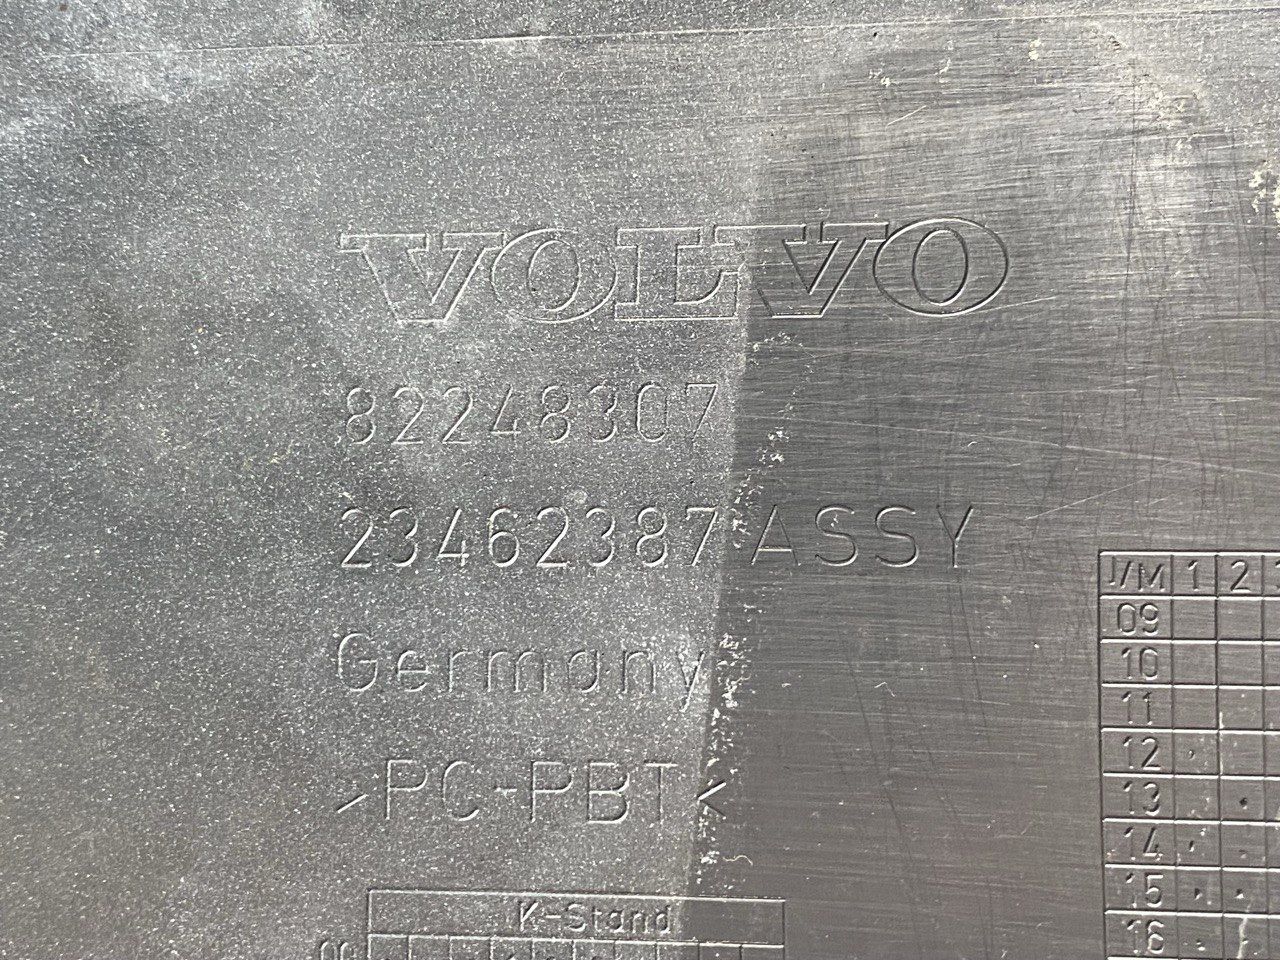 VOLVO
82248307
23462387 ASSY
Germany
>PC-PBT<
J/M 1 2
09
10
11
12
13
14
15
16
K-Stand